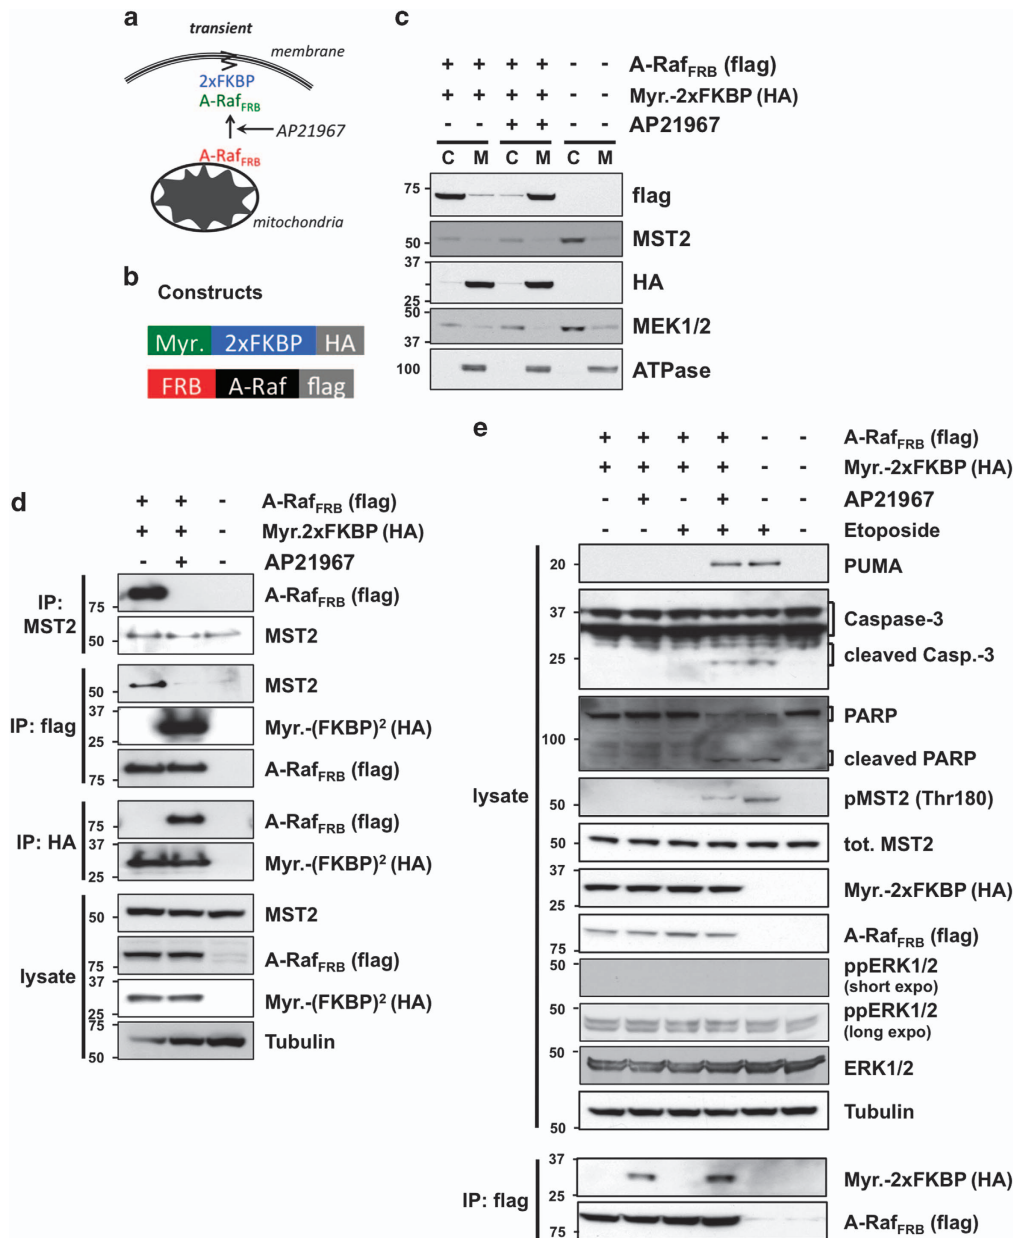 a
transient
membrane
2xFKBP
A-RafFRB
AP21967
A-RafFRB
mitochondria
b
Constructs
Myr. 2xFKBP HA
FRB A-Raf flag
c
+ + + + - - A-RafFRB (flag)
+ + + + - - Myr.-2xFKBP (HA)
- - + + - - AP21967
C M C M C M
75 flag
50 MST2
37
25 HA
50
37 MEK1/2
100 ATPase
d
+ + - A-RafFRB (flag)
+ + - Myr.2xFKBP (HA)
- + - AP21967
IP: MST2
75 A-RafFRB (flag)
50 MST2
IP: flag
50 MST2
37
25 Myr.-(FKBP)² (HA)
75 A-RafFRB (flag)
IP: HA
75 A-RafFRB (flag)
37
25 Myr.-(FKBP)² (HA)
lysate
50 MST2
75 A-RafFRB (flag)
37
25 Myr.-(FKBP)² (HA)
75
50 Tubulin
e
+ + + + - - A-RafFRB (flag)
+ + + + - - Myr.-2xFKBP (HA)
- + - + - - AP21967
- - + + + - Etoposide
lysate
20 PUMA
37 Caspase-3
25 cleaved Casp.-3
PARP
100
cleaved PARP
50 pMST2 (Thr180)
50 tot. MST2
37
25 Myr.-2xFKBP (HA)
75 A-RafFRB (flag)
50 ppERK1/2
(short expo)
50 ppERK1/2
(long expo)
50 ERK1/2
50 Tubulin
IP: flag
37
25 Myr.-2xFKBP (HA)
75 A-RafFRB (flag)